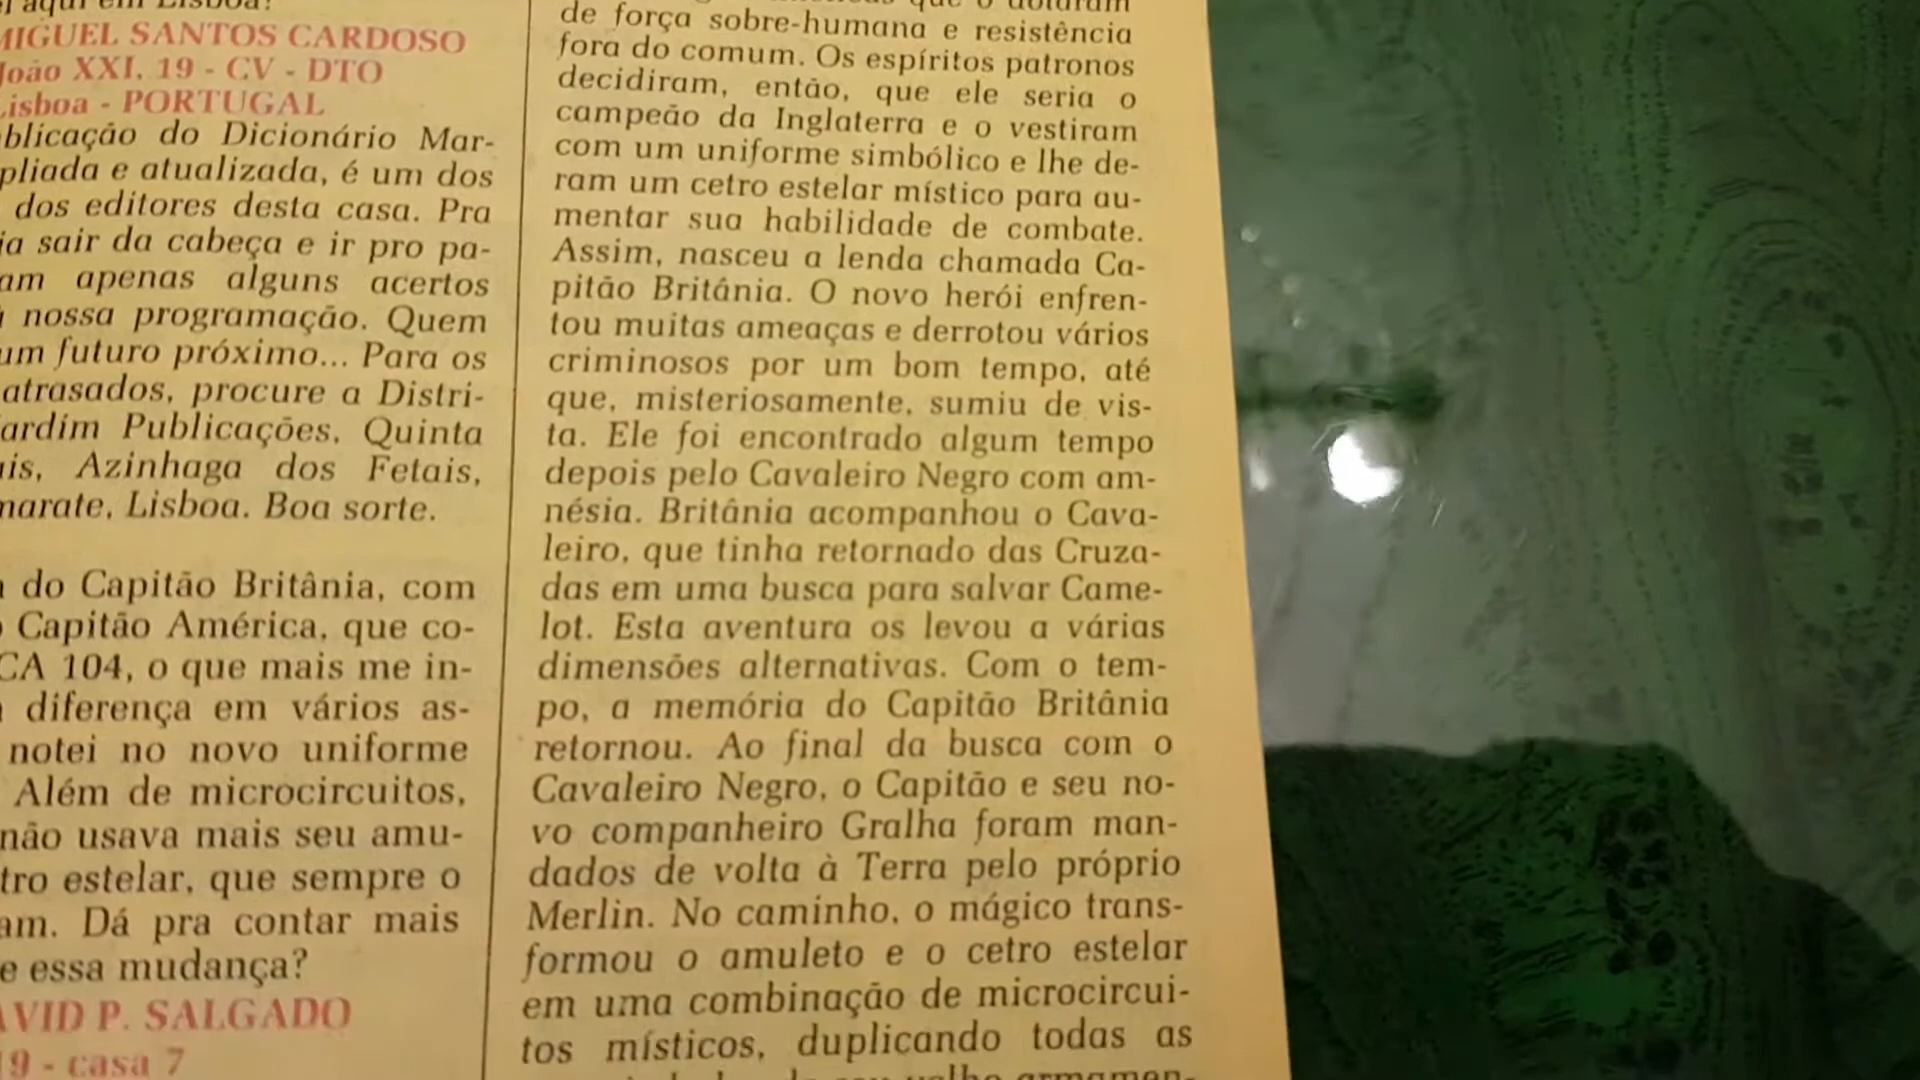 aqui em Lisboa?
MIGUEL SANTOS CARDOSO
João XXI, 19 - CV - DTO
Lisboa - PORTUGAL
blicação do Dicionário Mar-
pliada e atualizada, é um dos
dos editores desta casa. Pra
ia sair da cabeça e ir pro pa-
am apenas alguns acertos
nossa programação. Quem
um futuro próximo... Para os
atrasados, procure a Distri-
ardim Publicações, Quinta
is, Azinhaga dos Fetais,
marate, Lisboa. Boa sorte.
do Capitão Britânia, com
Capitão América, que co-
CA 104, o que mais me in-
diferença em vários as-
notei no novo uniforme
Além de microcircuitos,
não usava mais seu amu-
tro estelar, que sempre o
am. Dá pra contar mais
e essa mudança?
AVID P. SALGADO
19 - casa 7
que o dotaram
de força sobre-humana e resistência
fora do comum. Os espíritos patronos
decidiram, então, que ele seria o
campeão da Inglaterra e o vestiram
com um uniforme simbólico e lhe de-
ram um cetro estelar místico para au-
mentar sua habilidade de combate.
Assim, nasceu a lenda chamada Ca-
pitão Britânia. O novo herói enfren-
tou muitas ameaças e derrotou vários
criminosos por um bom tempo, até
que, misteriosamente, sumiu de vis-
ta. Ele foi encontrado algum tempo
depois pelo Cavaleiro Negro com am-
nésia. Britânia acompanhou o Cava-
leiro, que tinha retornado das Cruza-
das em uma busca para salvar Came-
lot. Esta aventura os levou a várias
dimensões alternativas. Com o tem-
po, a memória do Capitão Britânia
retornou. Ao final da busca com o
Cavaleiro Negro, o Capitão e seu no-
vo companheiro Gralha foram man-
dados de volta à Terra pelo próprio
Merlin. No caminho, o mágico trans-
formou o amuleto e o cetro estelar
em uma combinação de microcircui-
tos místicos, duplicando todas as
velho armamen-